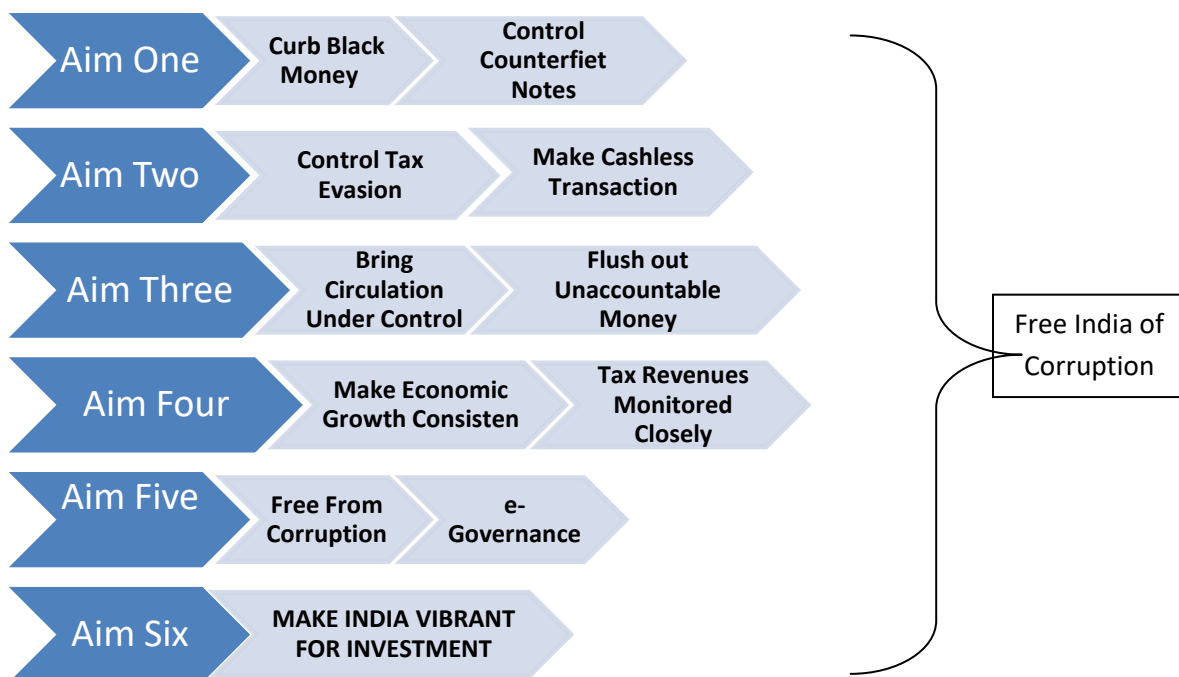 Aim One
Curb Black
Money
Control
Counterfiet
Notes
Aim Two
Control Tax
Evasion
Make Cashless
Transaction
Aim Three
Bring
Circulation
Under Control
Flush out
Unaccountable
Money
Aim Four
Make Economic
Growth Consisten
Tax Revenues
Monitored
Closely
Aim Five
Free From
Corruption
e-
Governance
Aim Six
MAKE INDIA VIBRANT
FOR INVESTMENT
Free India of
Corruption